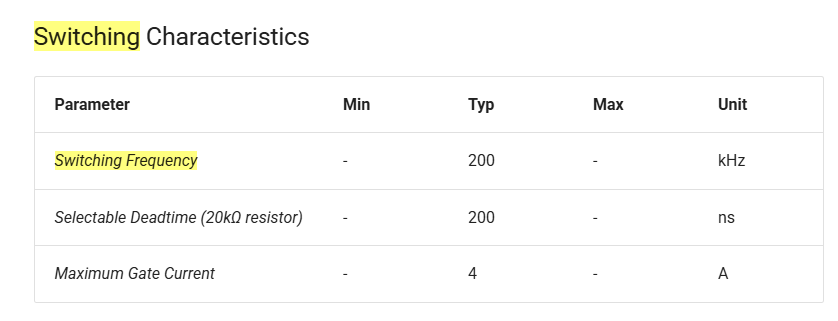 Switching Characteristics
Parameter Min Typ Max Unit
Switching Frequency - 200 - kHz
Selectable Deadtime (20kΩ resistor) - 200 - ns
Maximum Gate Current - 4 - A